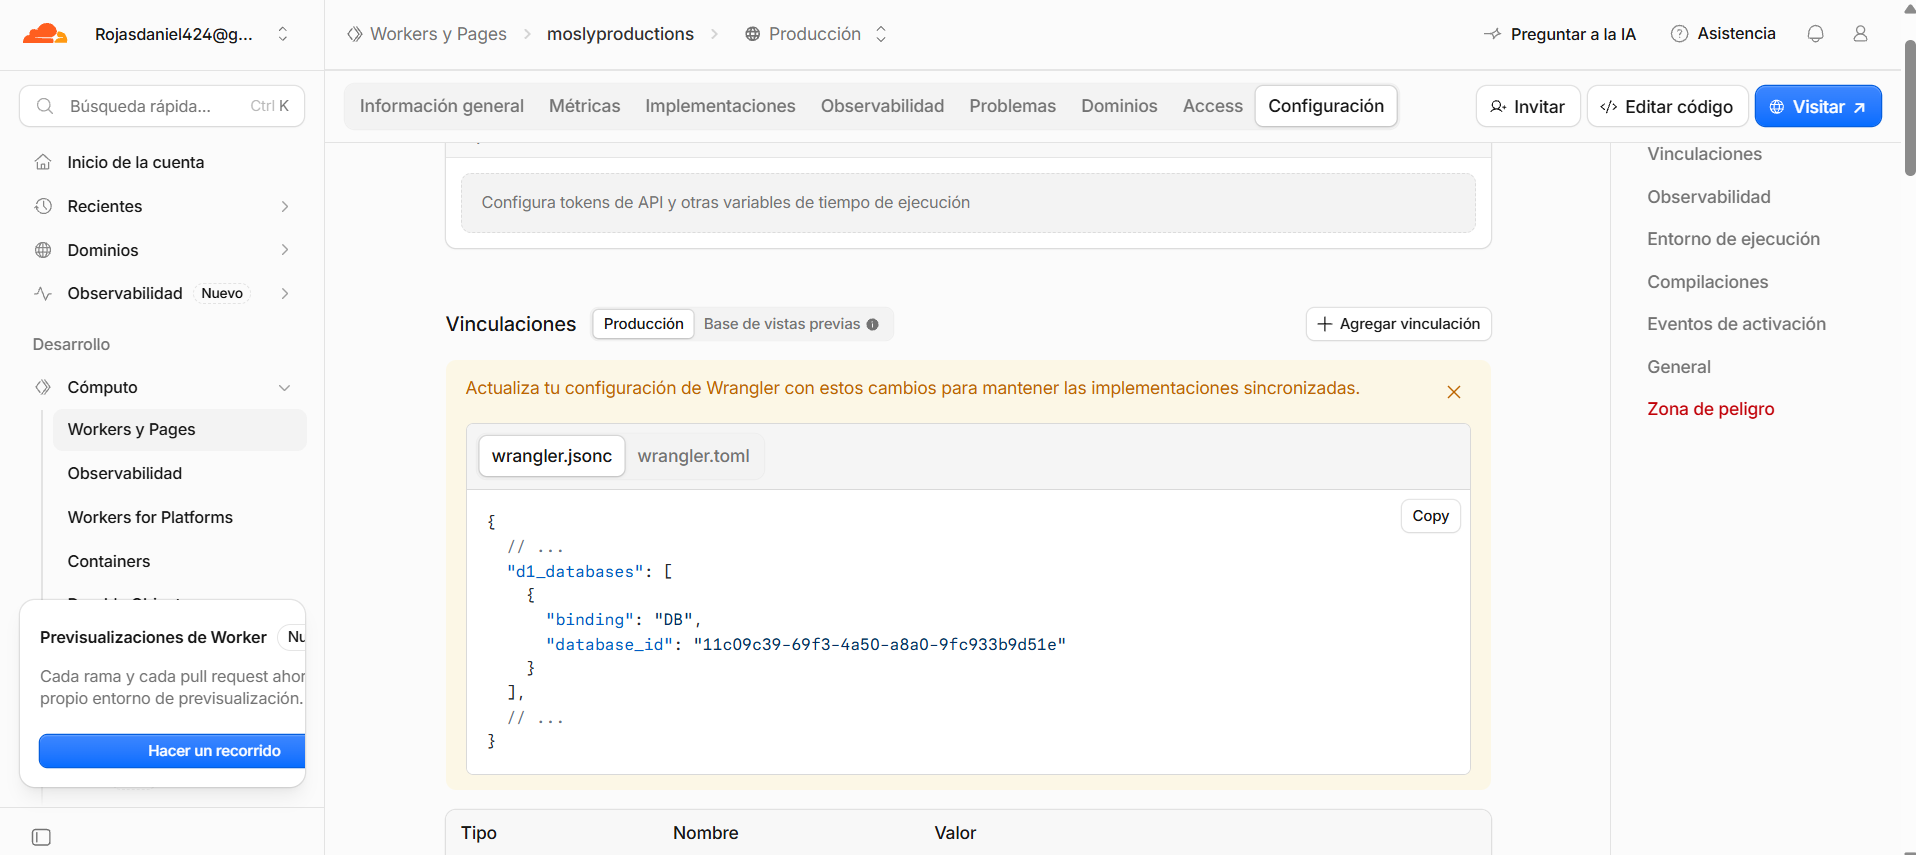 Rojasdaniel424@g...
Workers y Pages
moslyproductions
Producción
Preguntar a la IA
Asistencia
Búsqueda rápida...
Ctrl K
Información general
Métricas
Implementaciones
Observabilidad
Problemas
Dominios
Access
Configuración
Invitar
Editar código
Visitar
Inicio de la cuenta
Recientes
Dominios
Observabilidad
Nuevo
Desarrollo
Cómputo
Workers y Pages
Observabilidad
Workers for Platforms
Containers
Previsualizaciones de Worker
Nu
Cada rama y cada pull request ahor
propio entorno de previsualización.
Hacer un recorrido
Configura tokens de API y otras variables de tiempo de ejecución
Vinculaciones
Producción
Base de vistas previas
Agregar vinculación
Actualiza tu configuración de Wrangler con estos cambios para mantener las implementaciones sincronizadas.
wrangler.jsonc
wrangler.toml
Copy
{
// ...
"d1_databases": [
{
"binding": "DB",
"database_id": "11c09c39-69f3-4a50-a8a0-9fc933b9d51e"
}
],
// ...
}
Tipo
Nombre
Valor
Vinculaciones
Observabilidad
Entorno de ejecución
Compilaciones
Eventos de activación
General
Zona de peligro